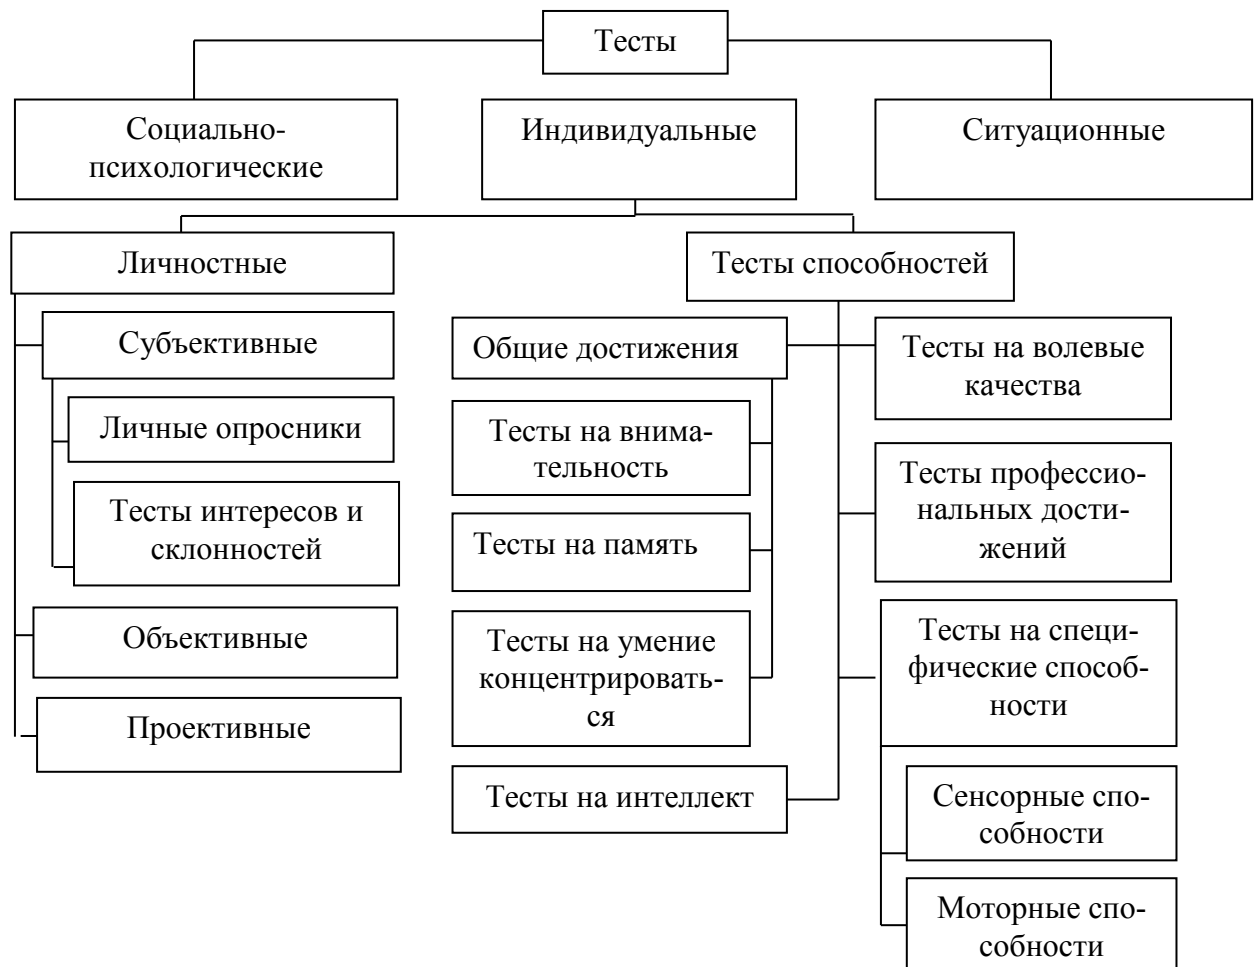 Тесты
Социально-
психологические
Индивидуальные
Ситуационные
Личностные
Субъективные
Личные опросники
Тесты интересов и
склонностей
Объективные
Проективные
Тесты способностей
Общие достижения
Тесты на внима-
тельность
Тесты на память
Тесты на умение
концентрировать-
ся
Тесты на интеллект
Тесты на волевые
качества
Тесты профессио-
нальных дости-
жений
Тесты на специ-
фические способ-
ности
Сенсорные спо-
собности
Моторные спо-
собности